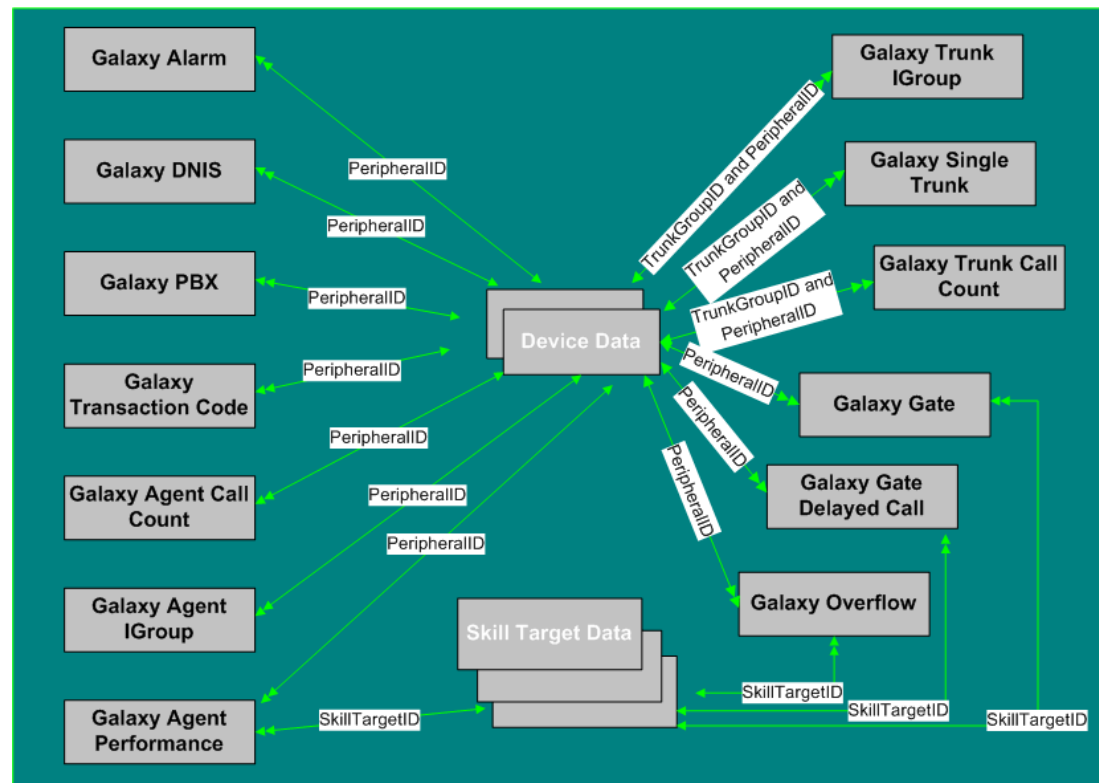 Galaxy Alarm
Galaxy DNIS
Galaxy PBX
Galaxy
Transaction Code
Galaxy Agent Call
Count
Galaxy Agent
IGroup
Galaxy Agent
Performance
PeripheralID
PeripheralID
PeripheralID
PeripheralID
PeripheralID
PeripheralID
PeripheralID
SkillTargetID
Device Data
Skill Target Data
TrunkGroupID and PeripheralID
TrunkGroupID and
PeripheralID
TrunkGroupID and
PeripheralID
PeripheralID
PeripheralID
PeripheralID
Galaxy Trunk
IGroup
Galaxy Single
Trunk
Galaxy Trunk Call
Count
Galaxy Gate
Galaxy Gate
Delayed Call
Galaxy Overflow
SkillTargetID
SkillTargetID
SkillTargetID